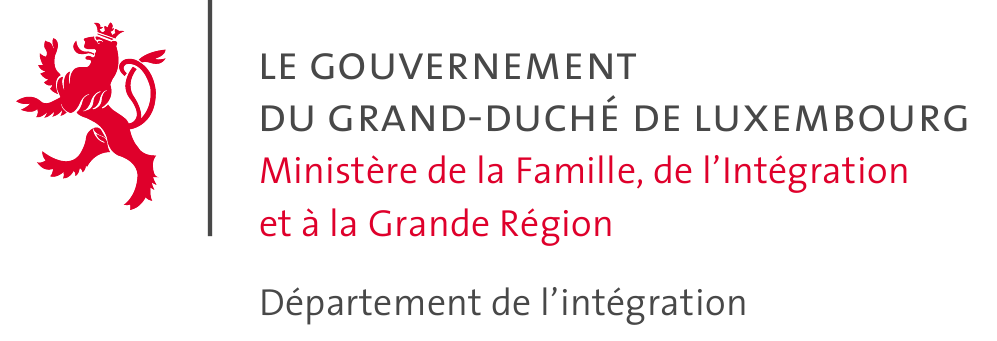 LE GOUVERNEMENT
DU GRAND-DUCHÉ DE LUXEMBOURG
Ministère de la Famille, de l’Intégration
et à la Grande Région
Département de l’intégration